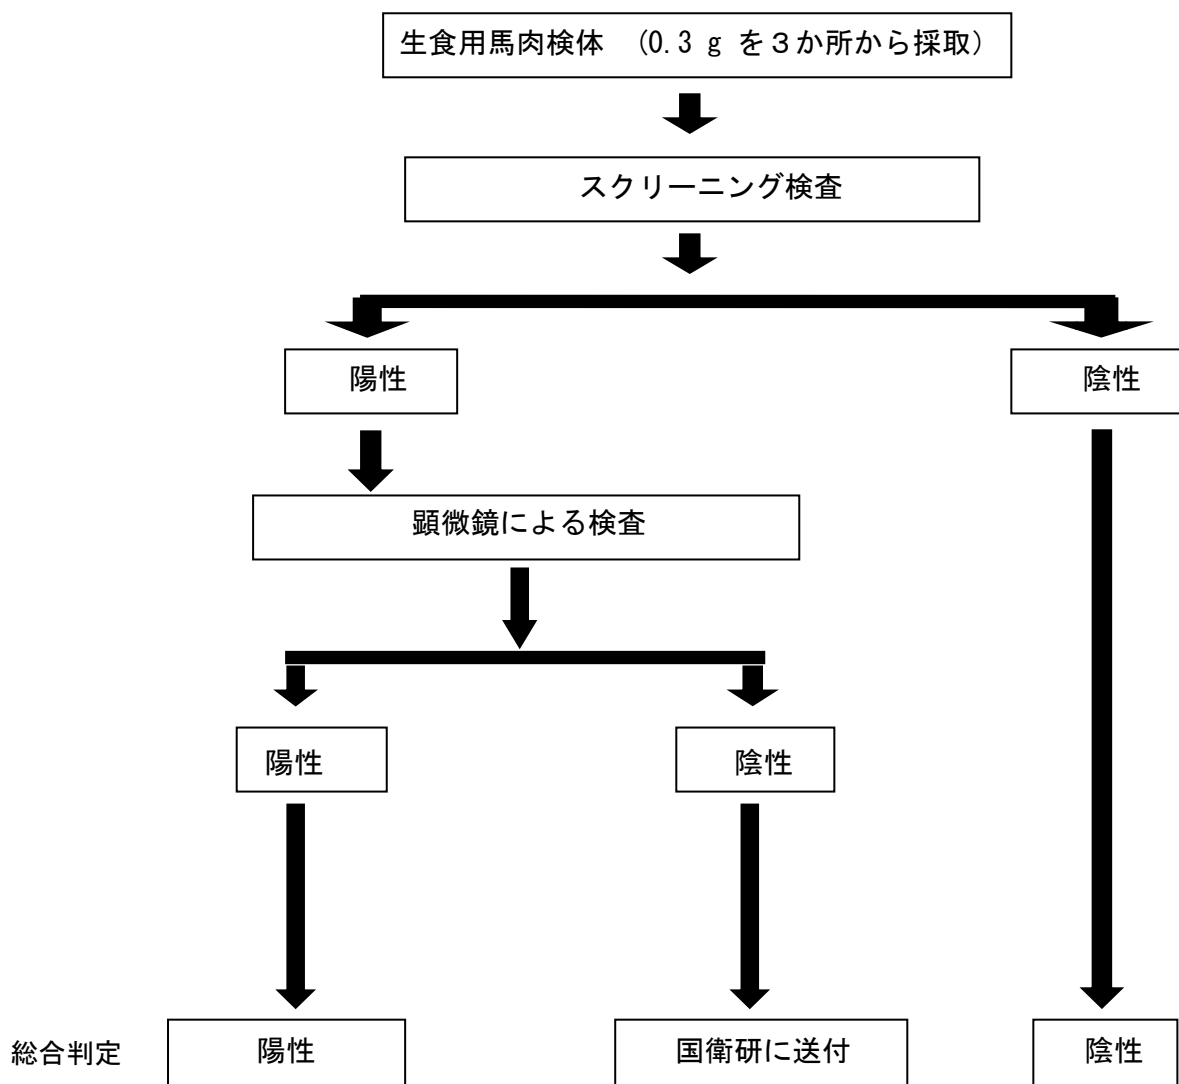 生食用馬肉検体 (0.3 g を３か所から採取)
スクリーニング検査
陽性
陰性
顕微鏡による検査
陽性
陰性
総合判定
陽性
国衛研に送付
陰性